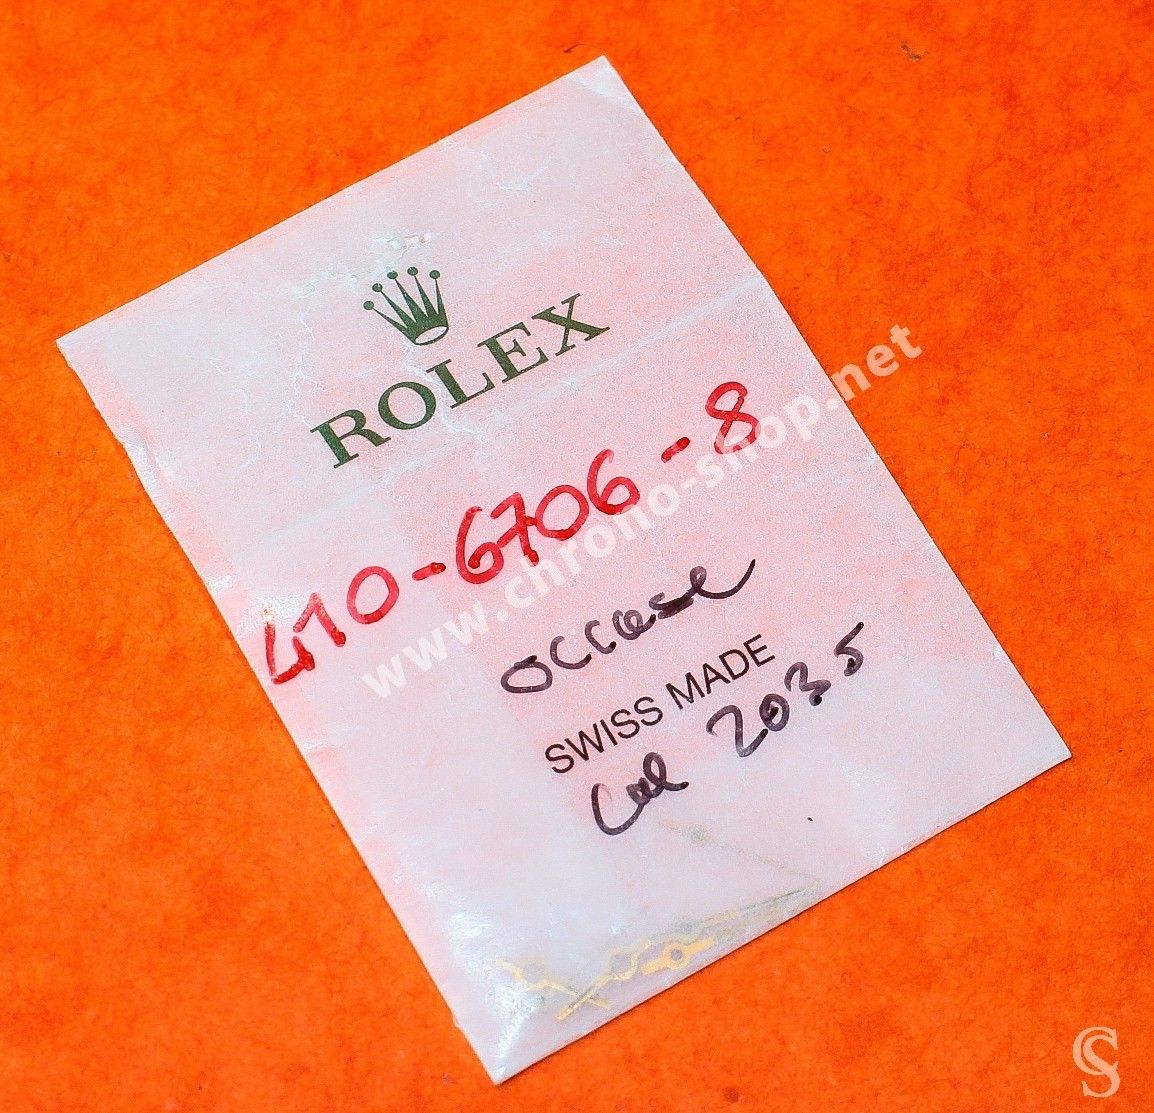 ROLEX
410-6706-8
www.chrono-shop.net
occase
SWISS MADE
Cal 2035